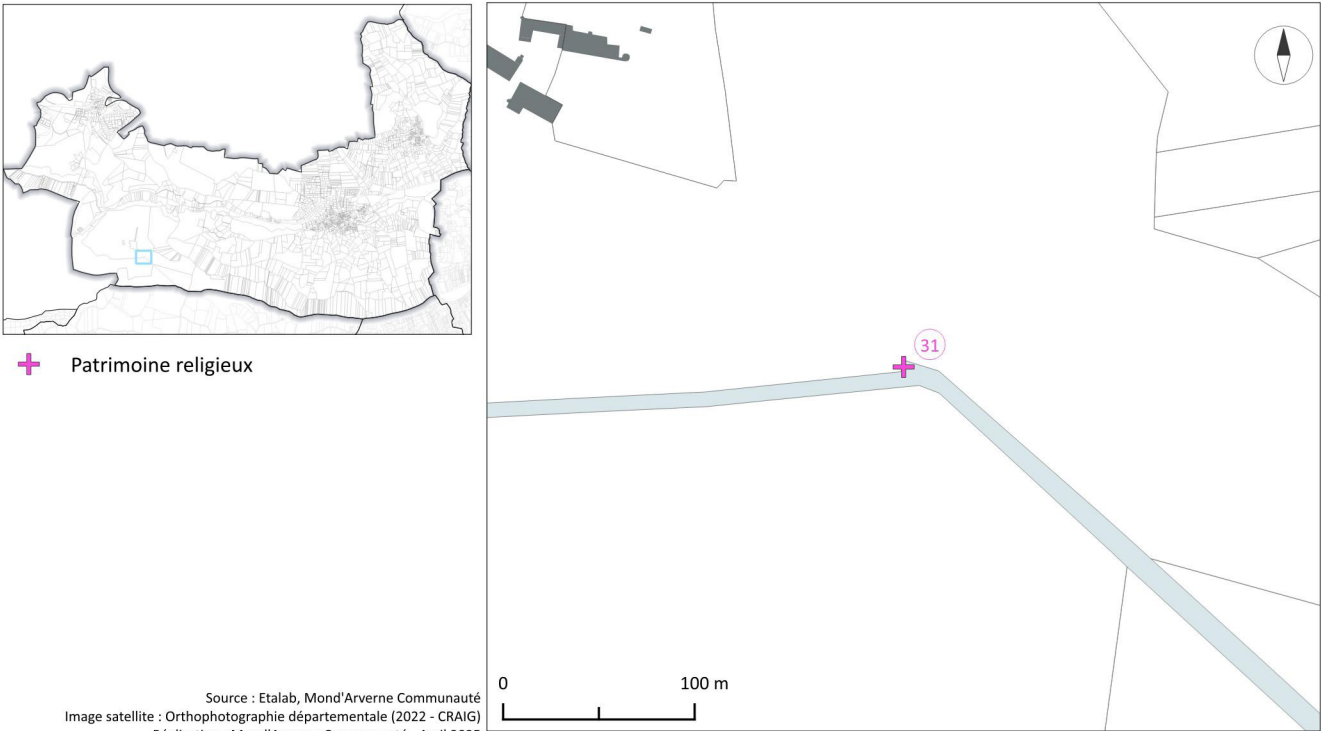 Patrimoine religieux
31
0 100 m
Source : Etalab, Mond'Arverne Communauté
Image satellite : Orthophotographie départementale (2022 - CRAIG)